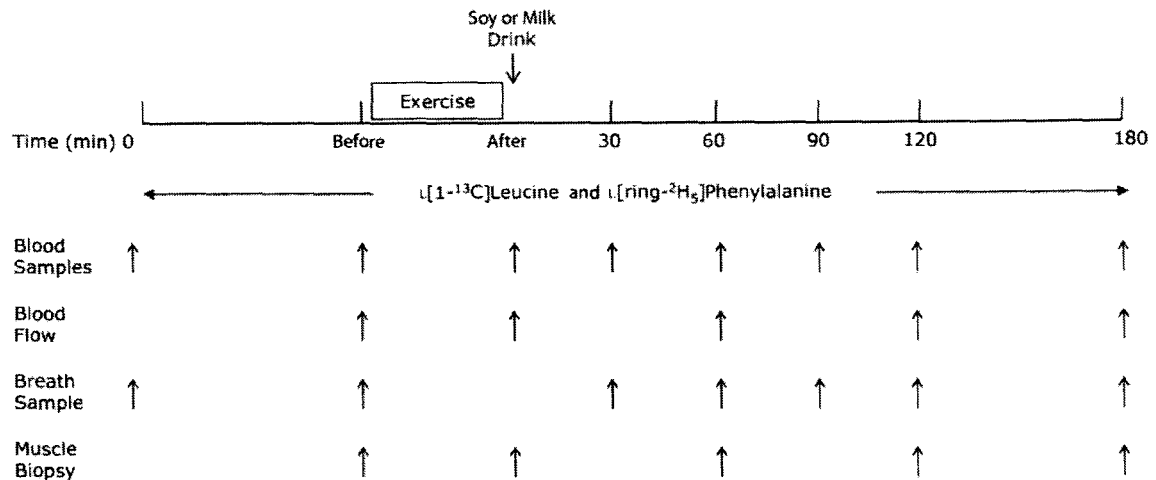 Soy or Milk
Drink
Exercise
Time (min) 0 Before After 30 60 90 120 180
ʟ[1-¹³C]Leucine and ʟ[ring-²H₅]Phenylalanine
Blood
Samples
Blood
Flow
Breath
Sample
Muscle
Biopsy